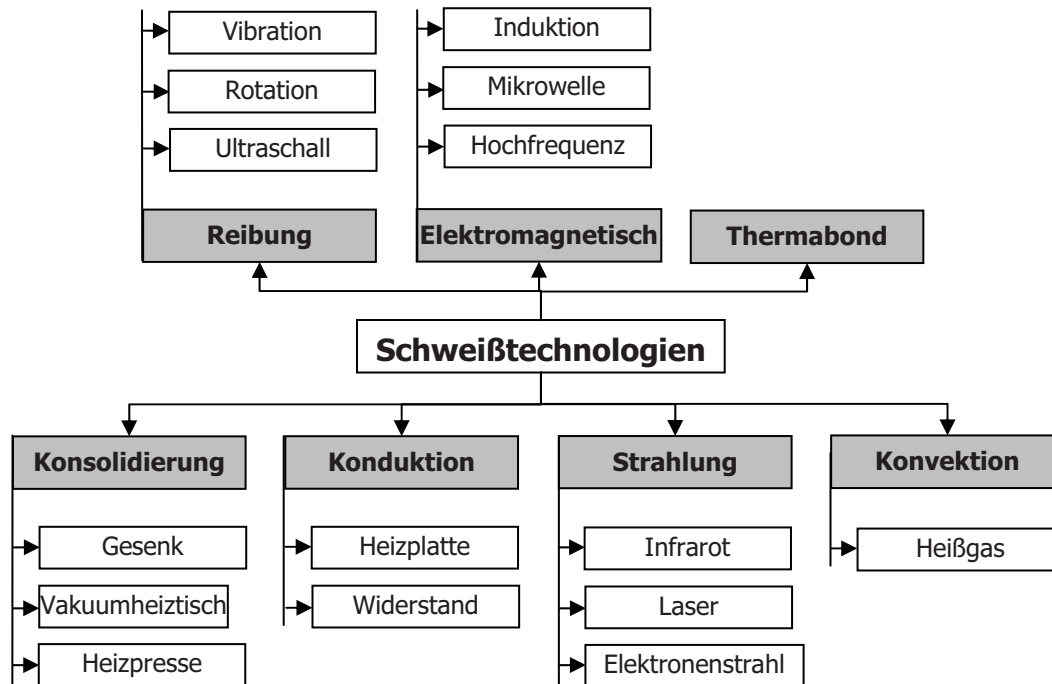 Vibration
Induktion
Rotation
Mikrowelle
Ultraschall
Hochfrequenz
Reibung
Elektromagnetisch
Thermabond
Schweißtechnologien
Konsolidierung
Konduktion
Strahlung
Konvektion
Gesenk
Heizplatte
Infrarot
Heißgas
Vakuumheiztisch
Widerstand
Laser
Heizpresse
Elektronenstrahl